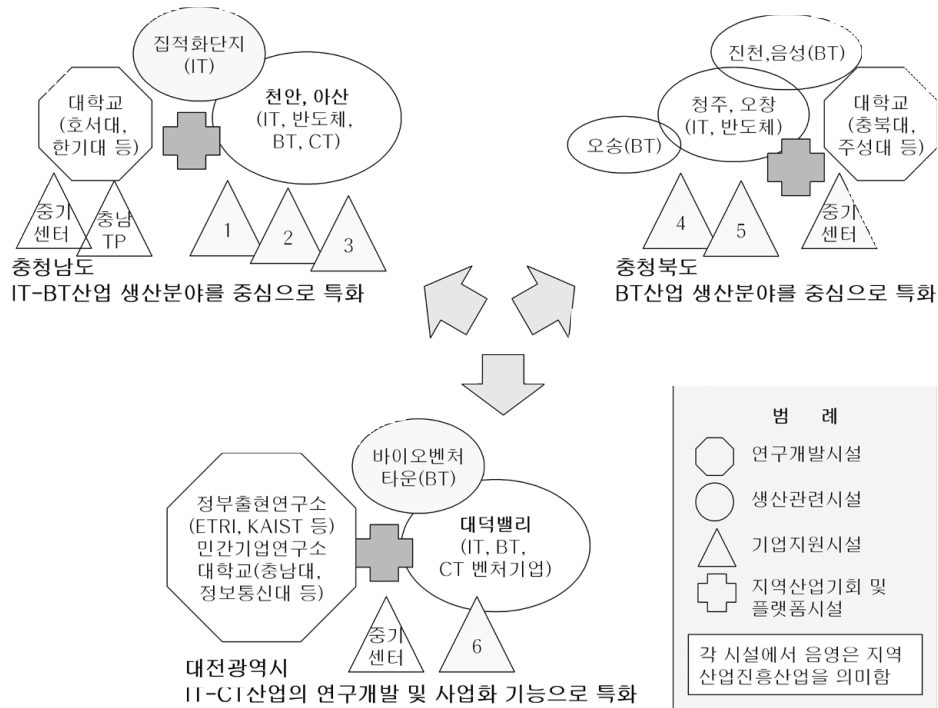 집적화단지
(IT)
대학교
(호서대,
한기대 등)
천안, 아산
(IT, 반도체,
BT, CT)
중기
센터
충남
TP
1
2
3
충청남도
IT-BT산업 생산분야를 중심으로 특화
진천,음성(BT)
청주, 오창
(IT, 반도체)
오송(BT)
대학교
(충북대,
주성대 등)
4
5
중기
센터
충청북도
BT산업 생산분야를 중심으로 특화
바이오벤처
타운(BT)
정부출현연구소
(ETRI, KAIST 등)
민간기업연구소
대학교(충남대,
정보통신대 등)
대덕밸리
(IT, BT,
CT 벤처기업)
중기
센터
6
대전광역시
IT-CT산업의 연구개발 및 사업화 기능으로 특화
범 례
연구개발시설
생산관련시설
기업지원시설
지역산업기회 및
플랫폼시설
각 시설에서 음영은 지역
산업진흥산업을 의미함